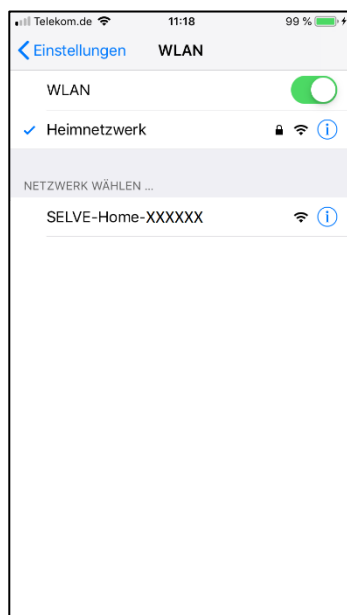 Telekom.de 11:18 99 %
Einstellungen WLAN
WLAN
Heimnetzwerk
NETZWERK WÄHLEN ...
SELVE-Home-XXXXXX